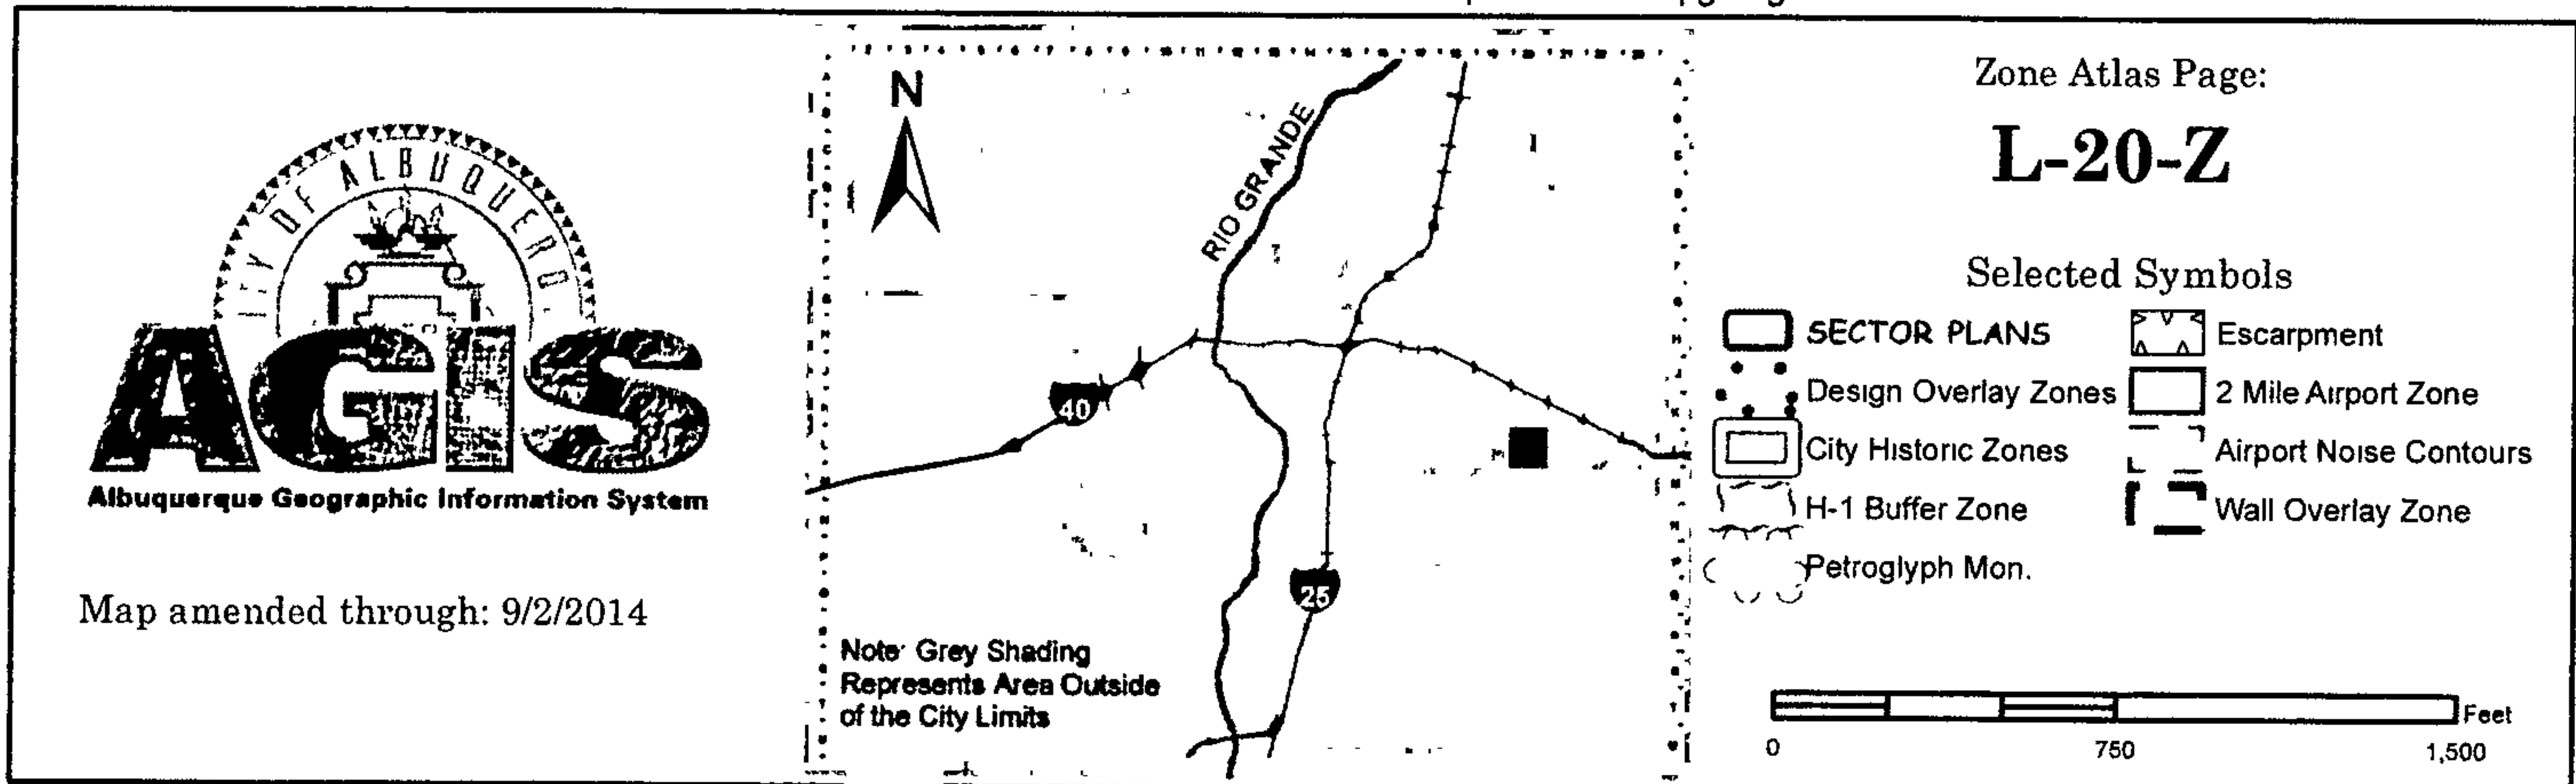 CITY OF ALBUQUERQUE
AGIS
Albuquerque Geographic Information System
Map amended through: 9/2/2014
N
RIO GRANDE
40
25
Note: Grey Shading
Represents Area Outside
of the City Limits
Zone Atlas Page:
L-20-Z
Selected Symbols
SECTOR PLANS
Design Overlay Zones
City Historic Zones
H-1 Buffer Zone
Petroglyph Mon.
Escarpment
2 Mile Airport Zone
Airport Noise Contours
Wall Overlay Zone
Feet
0 750 1,500